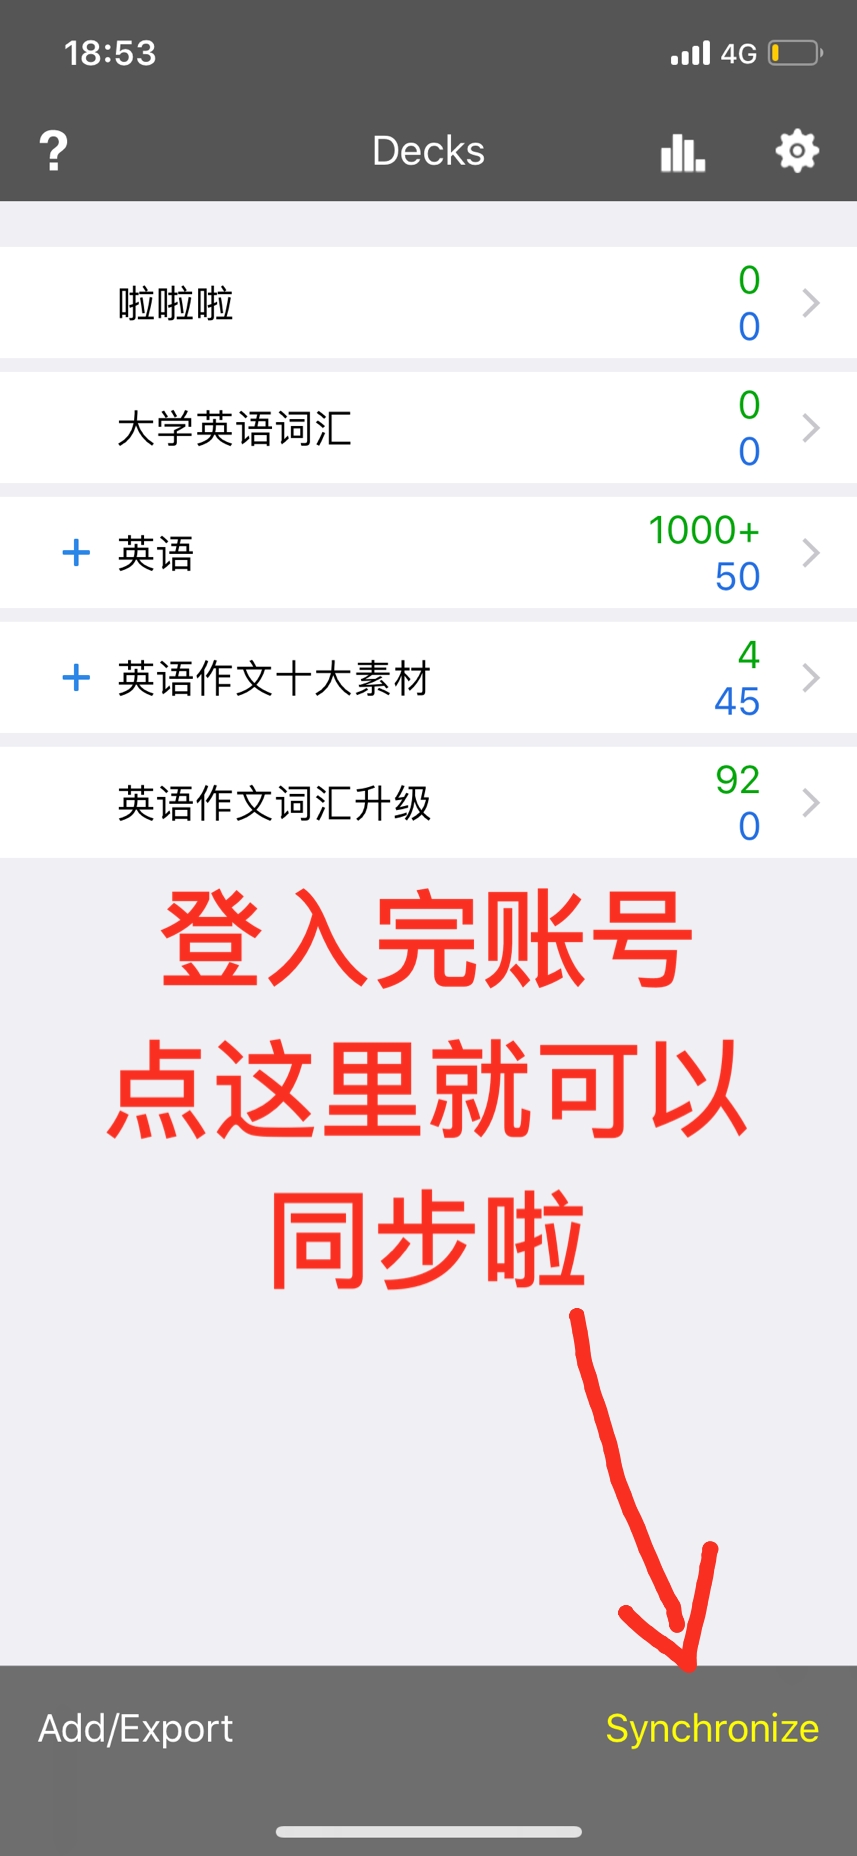 18:53
4G
?
Decks
啦啦啦
0
0
大学英语词汇
0
0
+ 英语
1000+
50
+ 英语作文十大素材
4
45
英语作文词汇升级
92
0
登入完账号
点这里就可以
同步啦
Add/Export
Synchronize